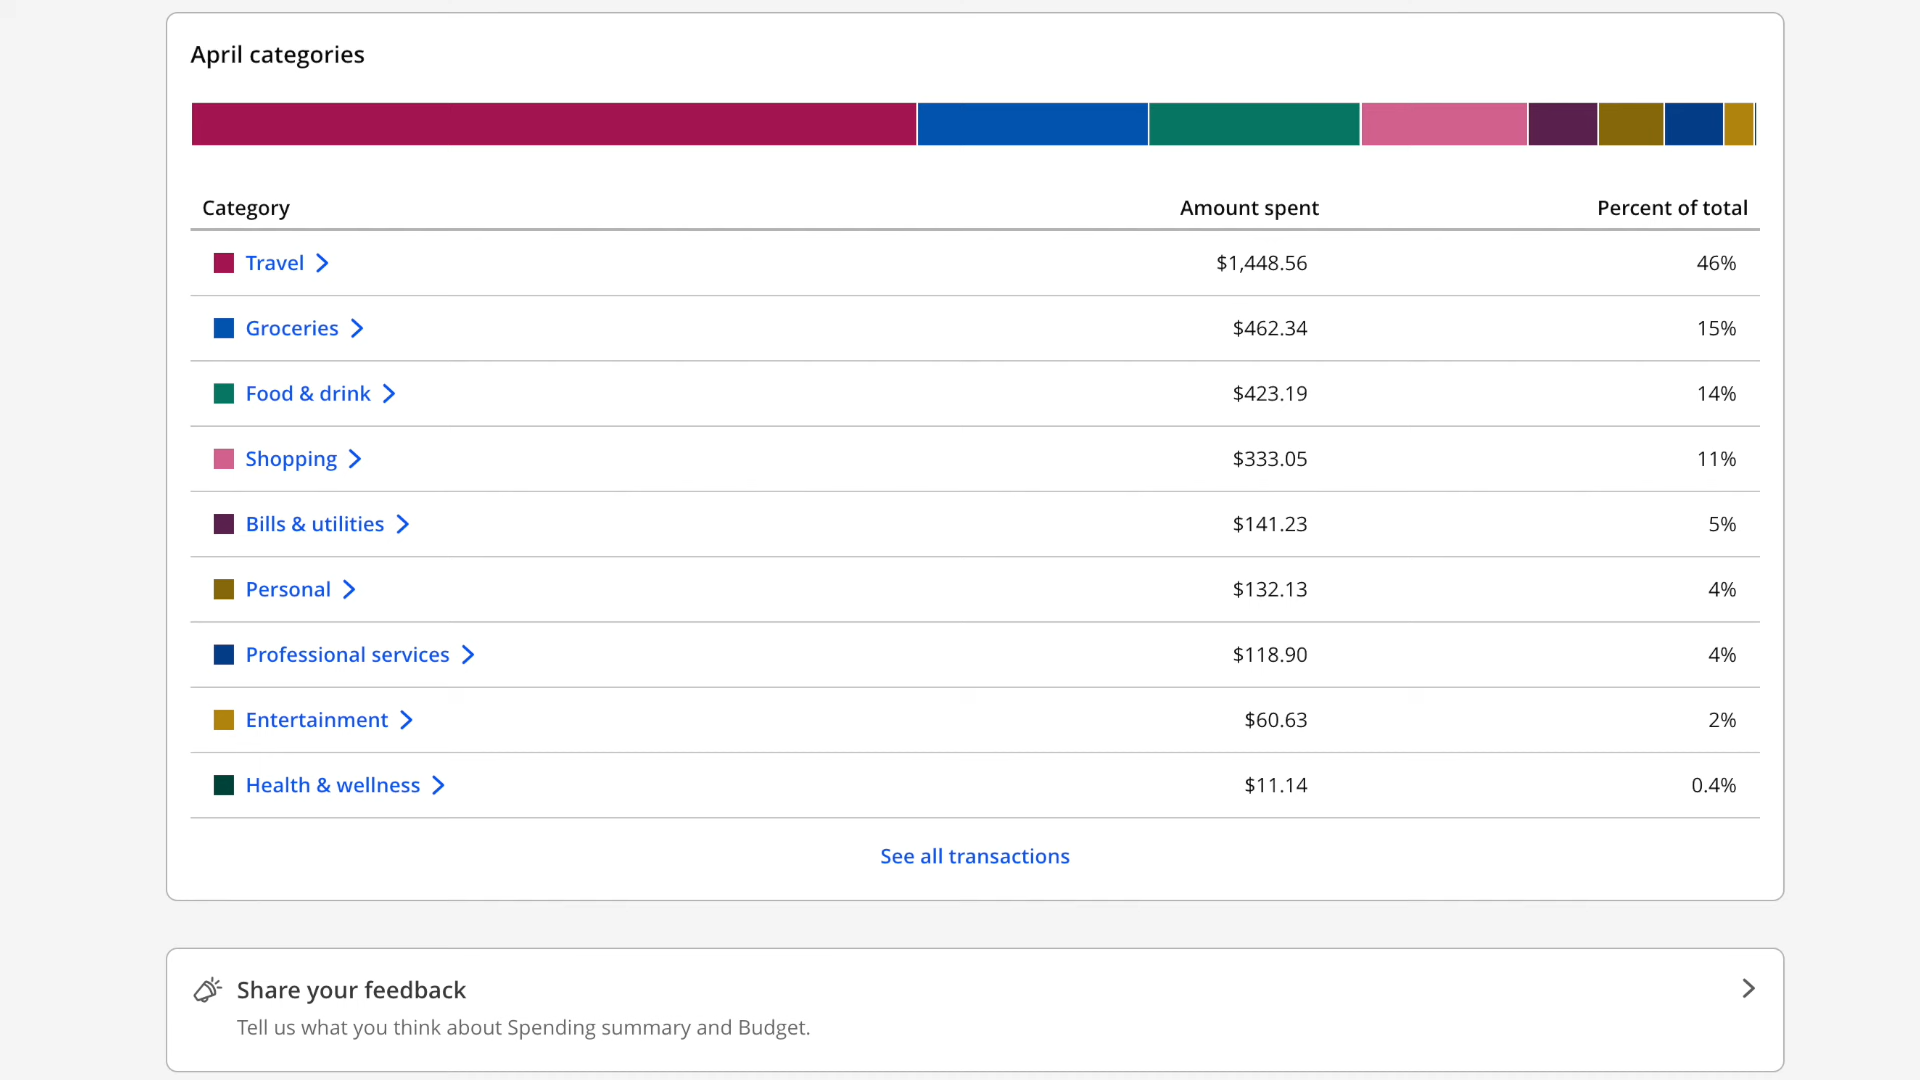 April categories
Category Amount spent Percent of total
Travel $1,448.56 46%
Groceries $462.34 15%
Food & drink $423.19 14%
Shopping $333.05 11%
Bills & utilities $141.23 5%
Personal $132.13 4%
Professional services $118.90 4%
Entertainment $60.63 2%
Health & wellness $11.14 0.4%
See all transactions
Share your feedback
Tell us what you think about Spending summary and Budget.